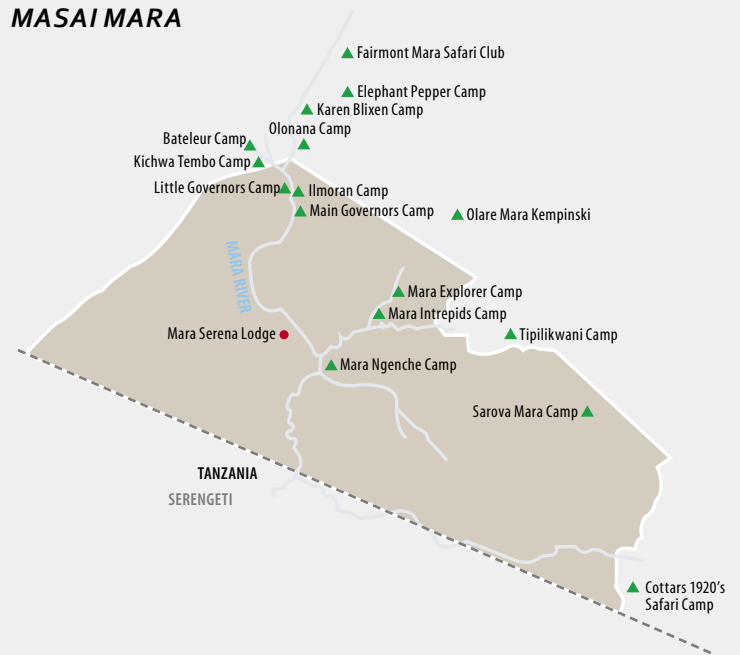 MASAI MARA
Fairmont Mara Safari Club
Elephant Pepper Camp
Karen Blixen Camp
Olonana Camp
Bateleur Camp
Kichwa Tembo Camp
Little Governors Camp
Ilmoran Camp
Main Governors Camp
Olare Mara Kempinski
MARA RIVER
Mara Explorer Camp
Mara Intrepids Camp
Mara Serena Lodge
Tipilikwani Camp
Mara Ngenche Camp
Sarova Mara Camp
TANZANIA
SERENGETI
Cottars 1920's
Safari Camp